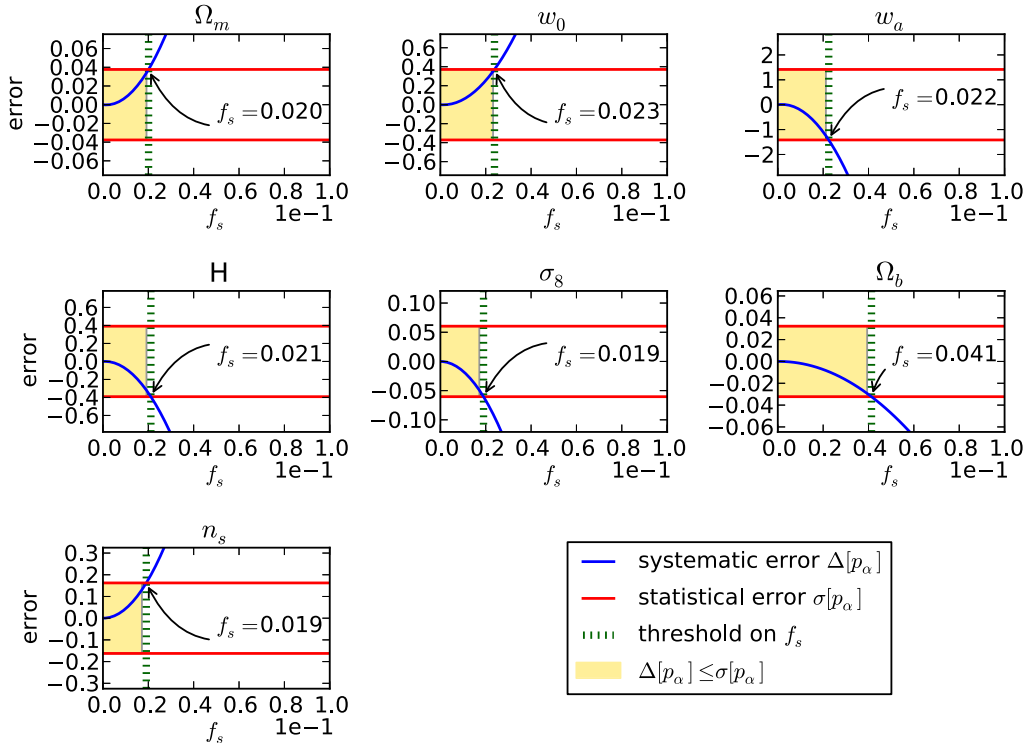 Ω_m
error
0.06
0.04
0.02
0.00
−0.02
−0.04
−0.06
f_s = 0.020
0.0 0.2 0.4 0.6 0.8 1.0
1e−1
f_s
w_0
0.6
0.4
0.2
0.0
−0.2
−0.4
−0.6
f_s = 0.023
0.0 0.2 0.4 0.6 0.8 1.0
1e−1
f_s
w_a
2
1
0
−1
−2
f_s = 0.022
0.0 0.2 0.4 0.6 0.8 1.0
1e−1
f_s
H
error
0.6
0.4
0.2
0.0
−0.2
−0.4
−0.6
f_s = 0.021
0.0 0.2 0.4 0.6 0.8 1.0
1e−1
f_s
σ_8
0.10
0.05
0.00
−0.05
−0.10
f_s = 0.019
0.0 0.2 0.4 0.6 0.8 1.0
1e−1
f_s
Ω_b
0.06
0.04
0.02
0.00
−0.02
−0.04
−0.06
f_s = 0.041
0.0 0.2 0.4 0.6 0.8 1.0
1e−1
f_s
n_s
error
0.3
0.2
0.1
0.0
−0.1
−0.2
−0.3
f_s = 0.019
0.0 0.2 0.4 0.6 0.8 1.0
1e−1
f_s
systematic error Δ[p_α]
statistical error σ[p_α]
threshold on f_s
Δ[p_α] ≤ σ[p_α]